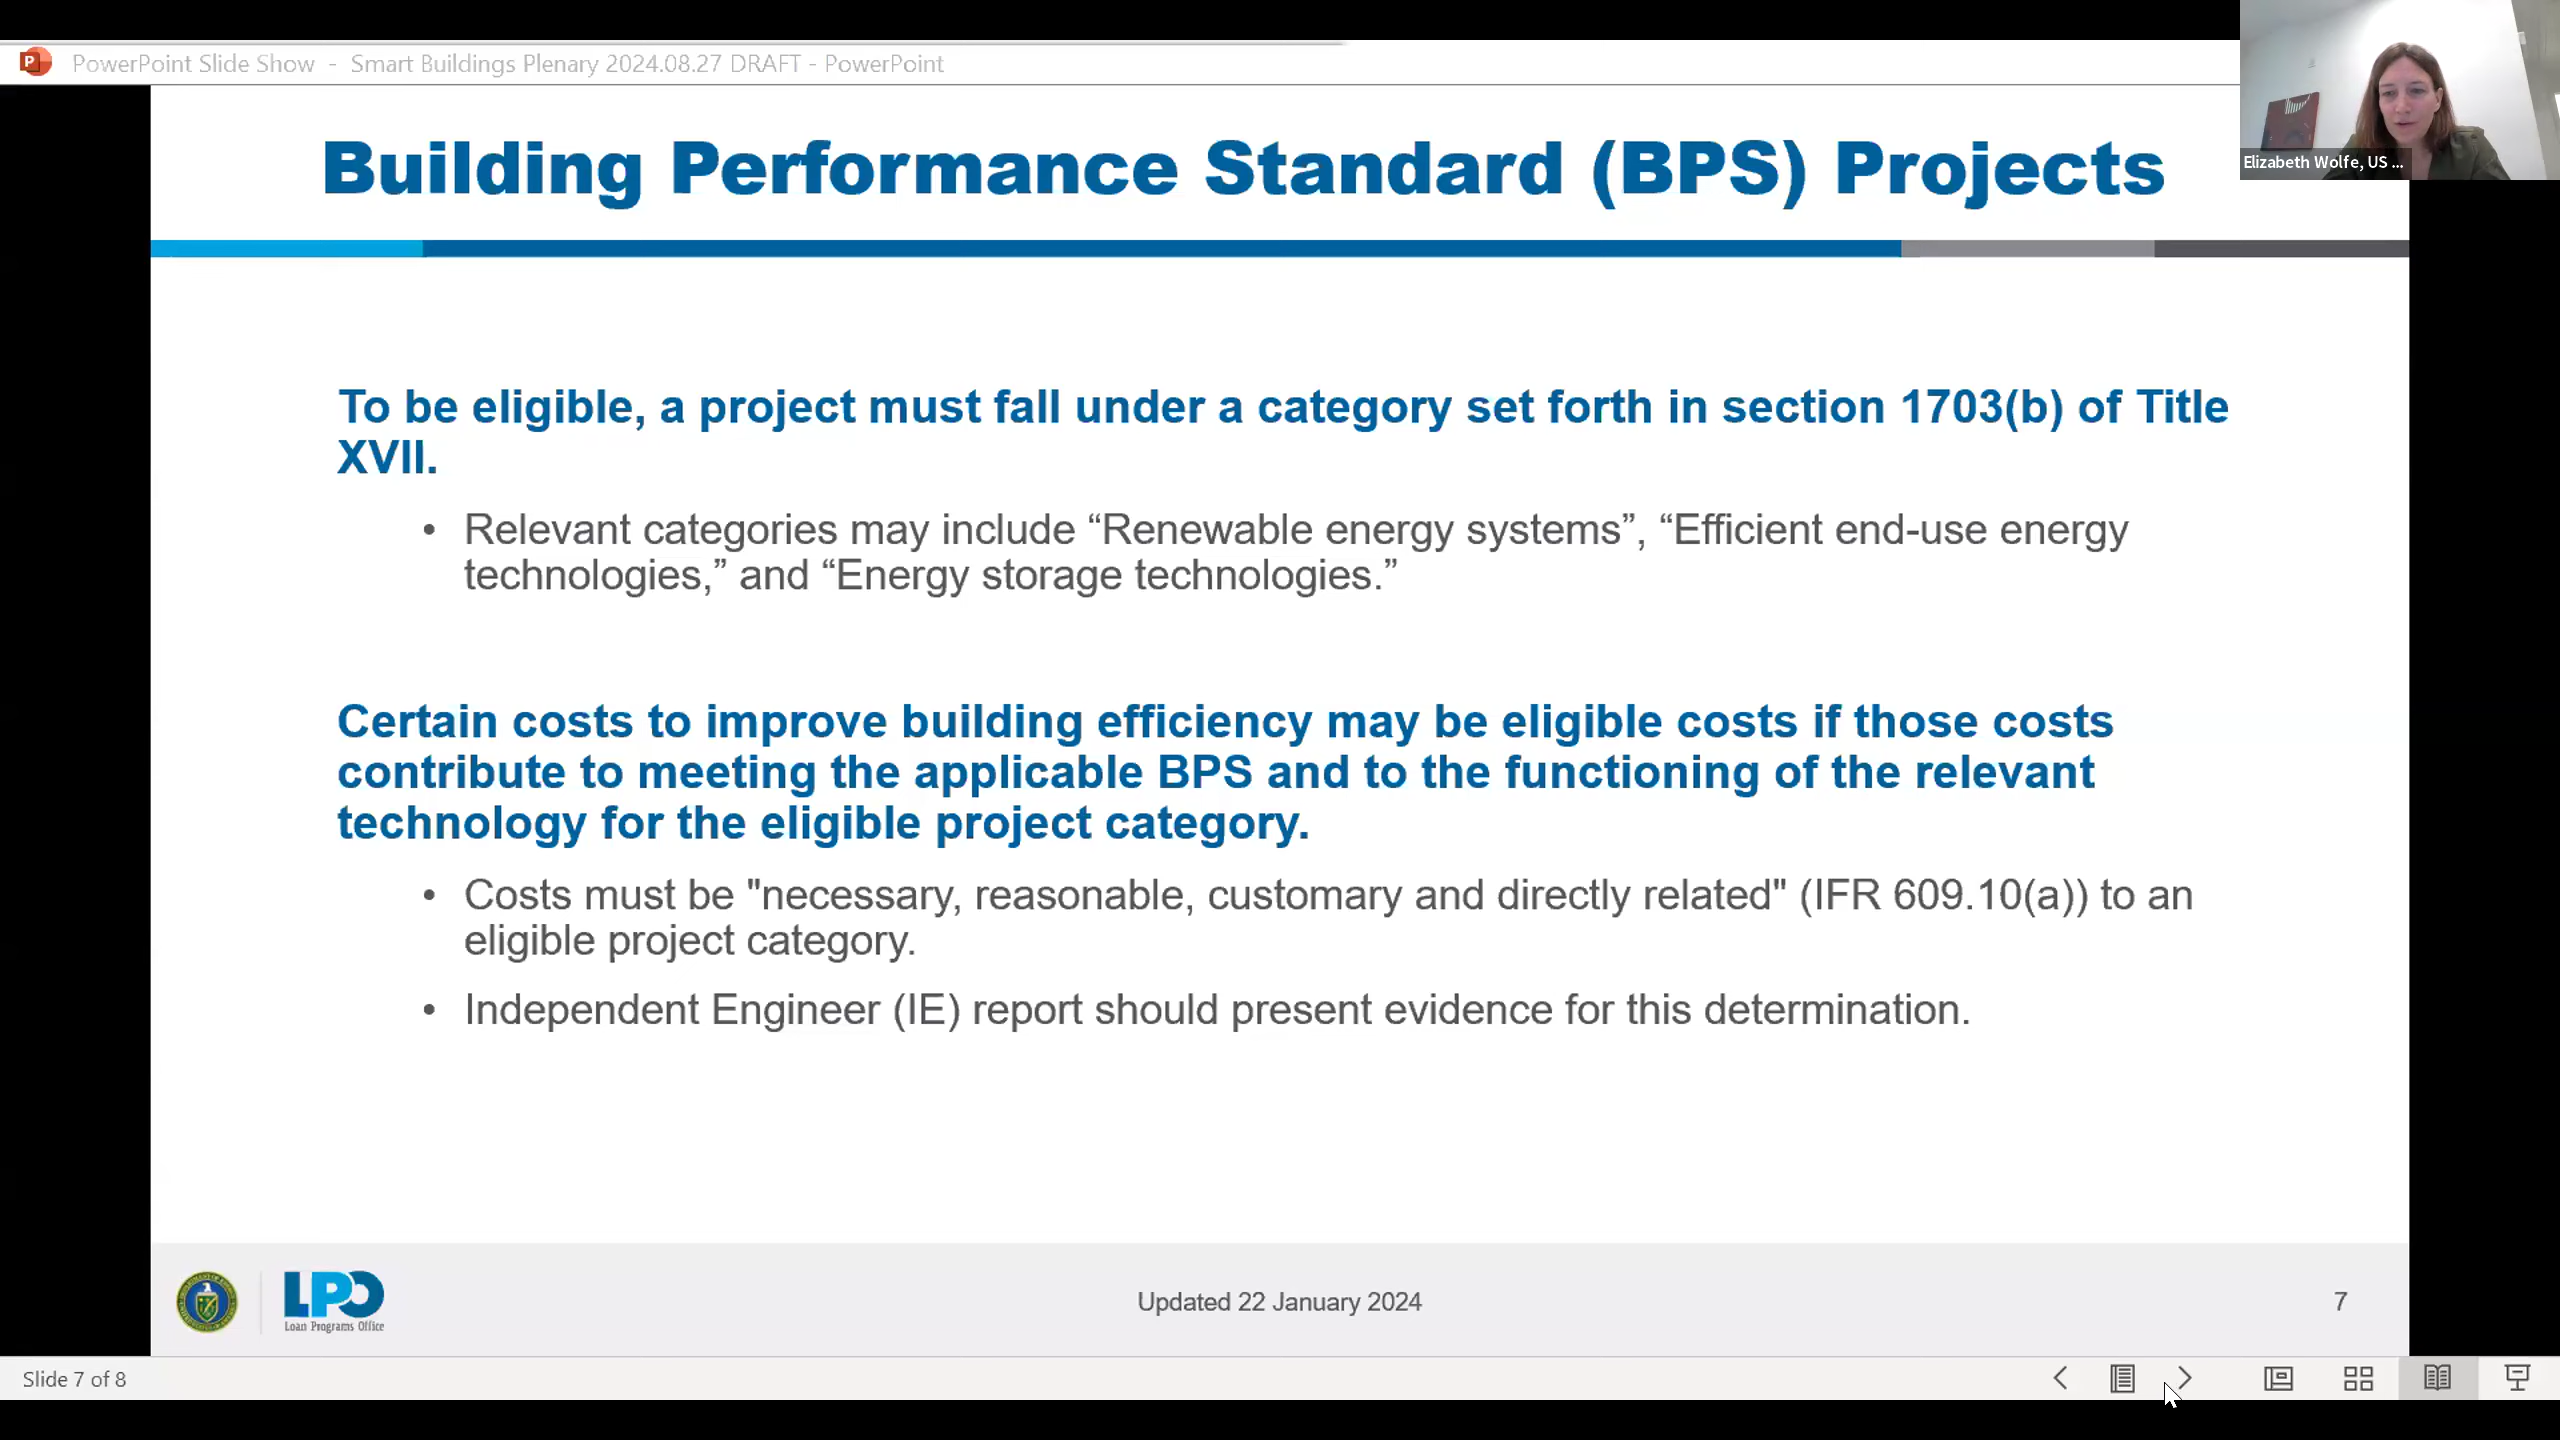 PowerPoint Slide Show - Smart Buildings Plenary 2024.08.27 DRAFT - PowerPoint
Elizabeth Wolfe, US ...
Building Performance Standard (BPS) Projects
To be eligible, a project must fall under a category set forth in section 1703(b) of Title
XVII.
• Relevant categories may include “Renewable energy systems”, “Efficient end-use energy
technologies,” and “Energy storage technologies.”
Certain costs to improve building efficiency may be eligible costs if those costs
contribute to meeting the applicable BPS and to the functioning of the relevant
technology for the eligible project category.
• Costs must be "necessary, reasonable, customary and directly related" (IFR 609.10(a)) to an
eligible project category.
• Independent Engineer (IE) report should present evidence for this determination.
LPO
Loan Programs Office
Updated 22 January 2024
7
Slide 7 of 8